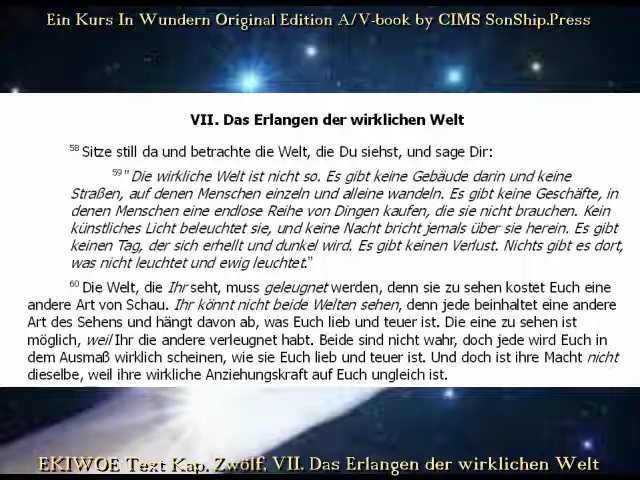 Ein Kurs In Wundern Original Edition A/V-book by CIMS SonShip.Press
VII. Das Erlangen der wirklichen Welt
58 Sitze still da und betrachte die Welt, die Du siehst, und sage Dir:
59 "Die wirkliche Welt ist nicht so. Es gibt keine Gebäude darin und keine
Straßen, auf denen Menschen einzeln und alleine wandeln. Es gibt keine Geschäfte, in
denen Menschen eine endlose Reihe von Dingen kaufen, die sie nicht brauchen. Kein
künstliches Licht beleuchtet sie, und keine Nacht bricht jemals über sie herein. Es gibt
keinen Tag, der sich erhellt und dunkel wird. Es gibt keinen Verlust. Nichts gibt es dort,
was nicht leuchtet und ewig leuchtet."
60 Die Welt, die Ihr seht, muss geleugnet werden, denn sie zu sehen kostet Euch eine
andere Art von Schau. Ihr könnt nicht beide Welten sehen, denn jede beinhaltet eine andere
Art des Sehens und hängt davon ab, was Euch lieb und teuer ist. Die eine zu sehen ist
möglich, weil Ihr die andere verleugnet habt. Beide sind nicht wahr, doch jede wird Euch in
dem Ausmaß wirklich scheinen, wie sie Euch lieb und teuer ist. Und doch ist ihre Macht nicht
dieselbe, weil ihre wirkliche Anziehungskraft auf Euch ungleich ist.
EKIWOE Text Kap. Zwölf, VII. Das Erlangen der wirklichen Welt